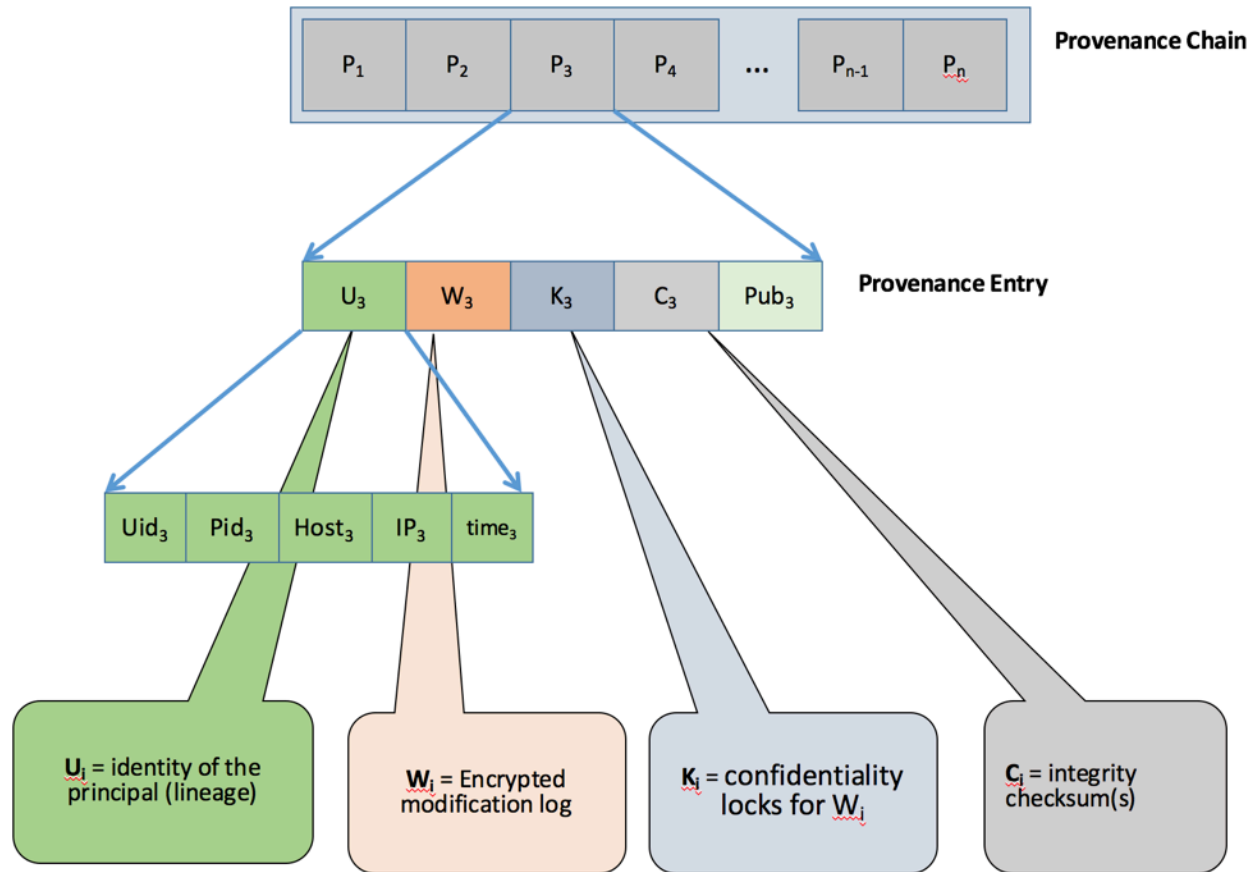 Provenance Chain
P₁ P₂ P₃ P₄ ... Pₙ₋₁ Pₙ
U₃ W₃ K₃ C₃ Pub₃
Provenance Entry
Uid₃ Pid₃ Host₃ IP₃ time₃
Uᵢ = identity of the
principal (lineage)
Wᵢ = Encrypted
modification log
Kᵢ = confidentiality
locks for Wᵢ
Cᵢ = integrity
checksum(s)